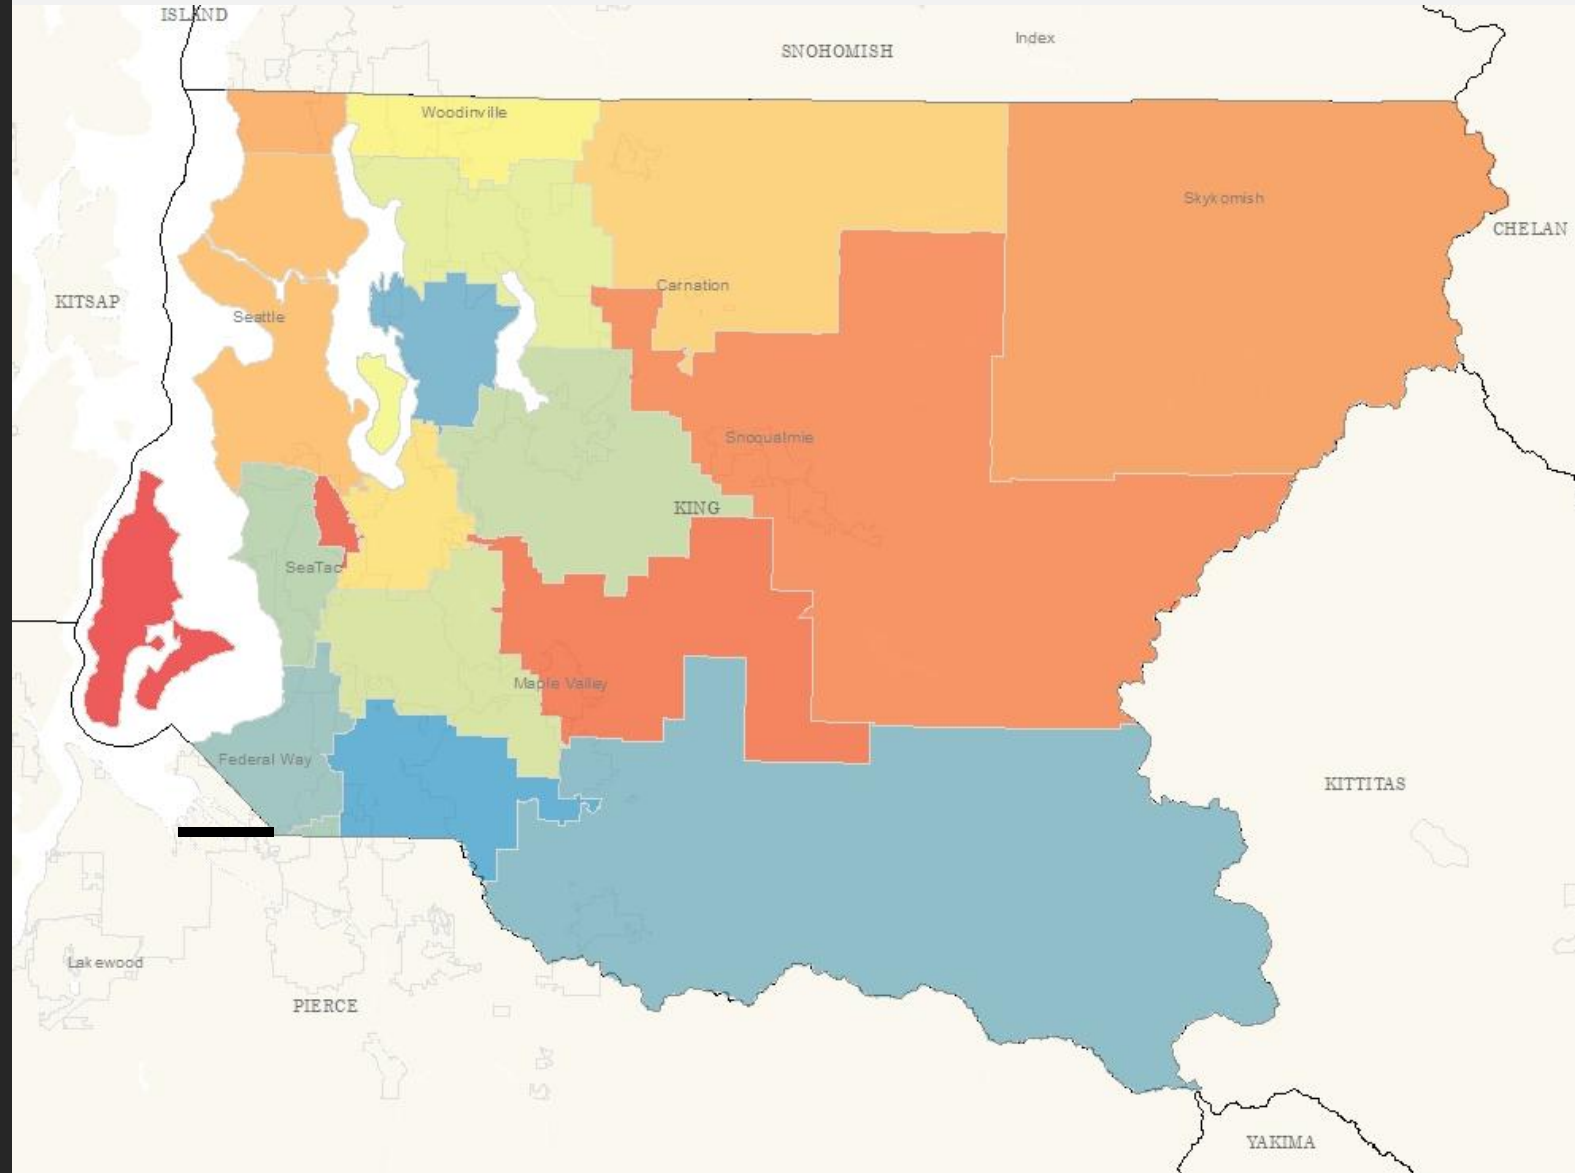 ISLAND
Index
SNOHOMISH
Woodinville
Skykomish
CHELAN
Carnation
KITSAP
Seattle
Snoqualmie
KING
SeaTac
Maple Valley
Federal Way
KITTITAS
Lakewood
PIERCE
YAKIMA